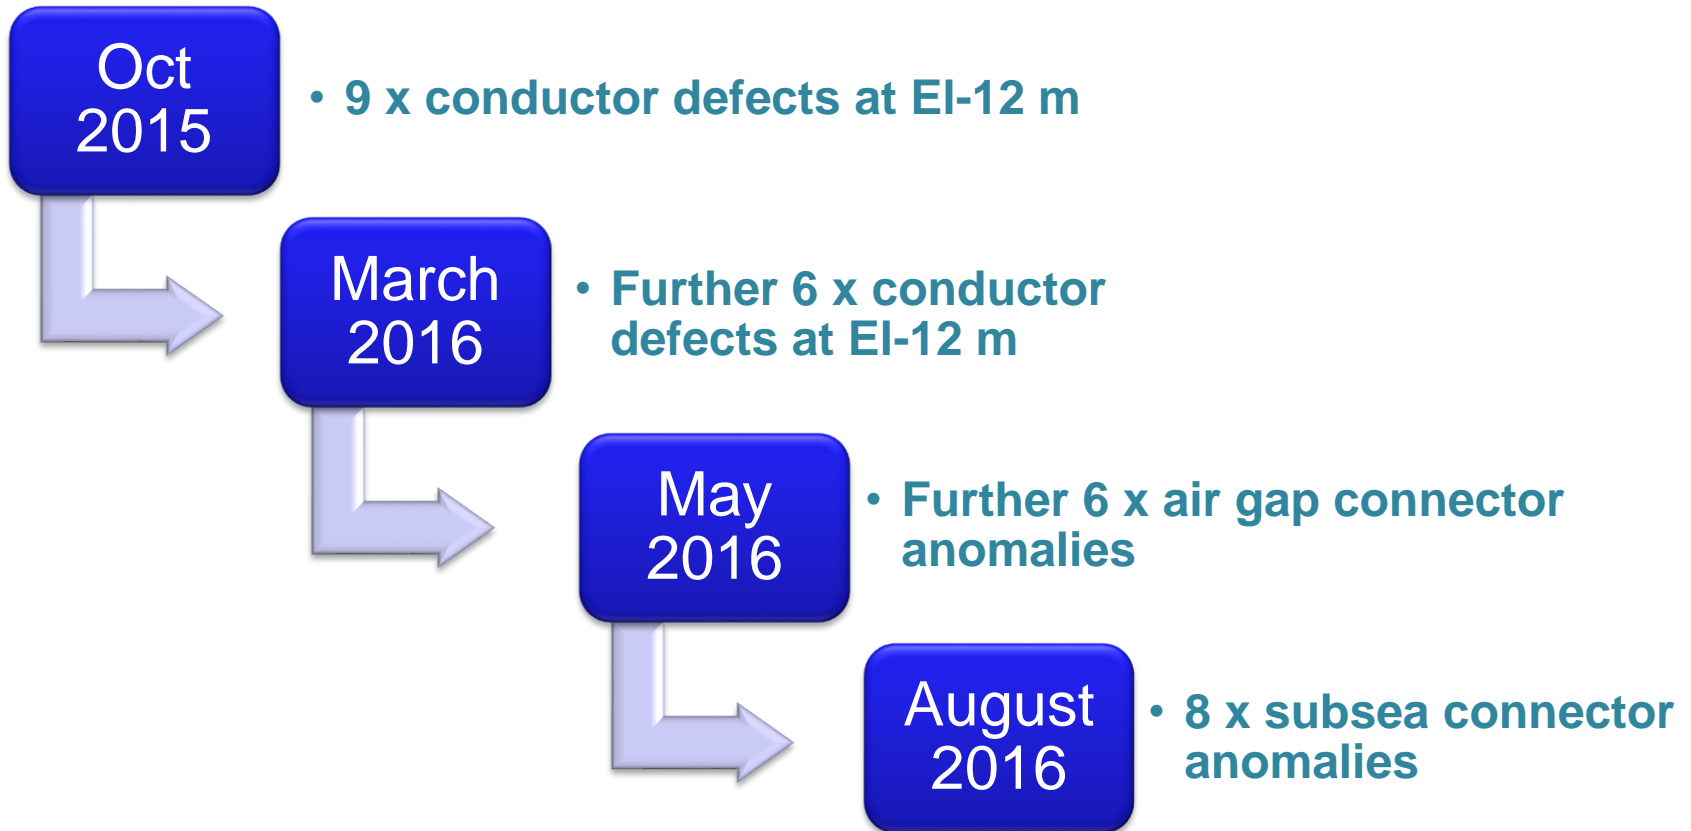 Oct
2015
• 9 x conductor defects at El-12 m
March
2016
• Further 6 x conductor
defects at El-12 m
May
2016
• Further 6 x air gap connector
anomalies
August
2016
• 8 x subsea connector
anomalies